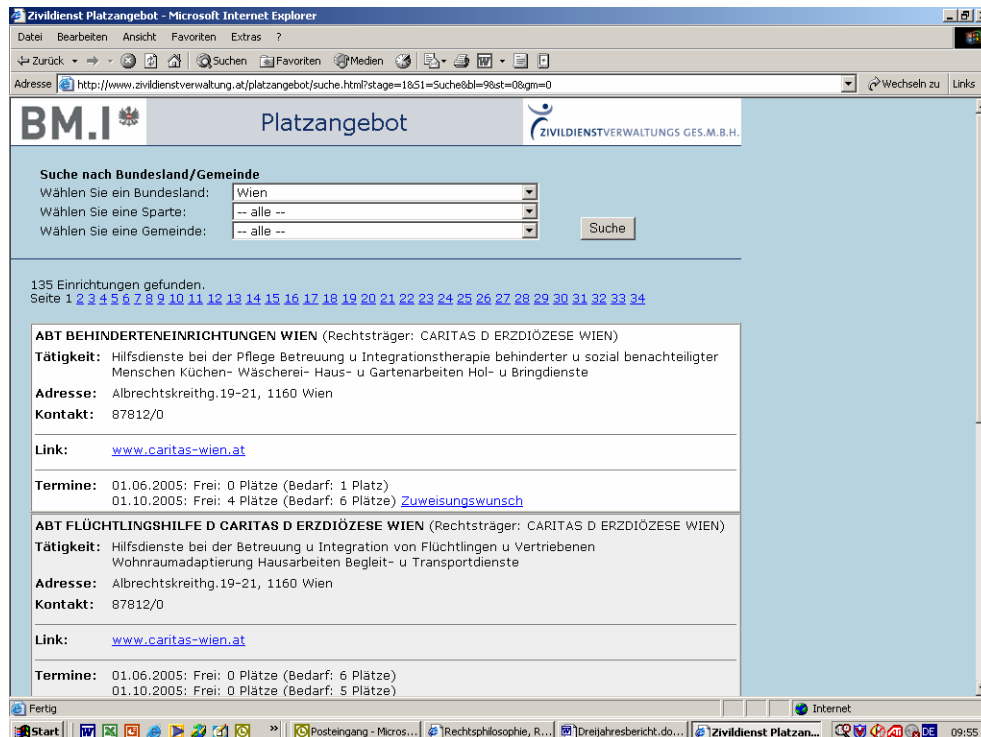 Zivildienst Platzangebot - Microsoft Internet Explorer
Datei Bearbeiten Ansicht Favoriten Extras ?
Zurück Suchen Favoriten Medien
Adresse http://www.zivildienstverwaltung.at/platzangebot/suche.html?stage=1&S1=Suche&bl=9&st=0&gm=0 Wechseln zu Links
BM.I Platzangebot ZIVILDIENSTVERWALTUNGS GES.M.B.H.
Suche nach Bundesland/Gemeinde
Wählen Sie ein Bundesland: Wien
Wählen Sie eine Sparte: -- alle --
Wählen Sie eine Gemeinde: -- alle -- Suche
135 Einrichtungen gefunden.
Seite 1 2 3 4 5 6 7 8 9 10 11 12 13 14 15 16 17 18 19 20 21 22 23 24 25 26 27 28 29 30 31 32 33 34
ABT BEHINDERTENEINRICHTUNGEN WIEN (Rechtsträger: CARITAS D ERZDIÖZESE WIEN)
Tätigkeit: Hilfsdienste bei der Pflege Betreuung u Integrationstherapie behinderter u sozial benachteiligter
Menschen Küchen- Wäscherei- Haus- u Gartenarbeiten Hol- u Bringdienste
Adresse: Albrechtskreithg.19-21, 1160 Wien
Kontakt: 87812/0
Link: www.caritas-wien.at
Termine: 01.06.2005: Frei: 0 Plätze (Bedarf: 1 Platz)
01.10.2005: Frei: 4 Plätze (Bedarf: 6 Plätze) Zuweisungswunsch
ABT FLÜCHTLINGSHILFE D CARITAS D ERZDIÖZESE WIEN (Rechtsträger: CARITAS D ERZDIÖZESE WIEN)
Tätigkeit: Hilfsdienste bei der Betreuung u Integration von Flüchtlingen u Vertriebenen
Wohnraumadaptierung Hausarbeiten Begleit- u Transportdienste
Adresse: Albrechtskreithg.19-21, 1160 Wien
Kontakt: 87812/0
Link: www.caritas-wien.at
Termine: 01.06.2005: Frei: 0 Plätze (Bedarf: 6 Plätze)
01.10.2005: Frei: 0 Plätze (Bedarf: 5 Plätze)
Fertig Internet
Start » Posteingang - Micros... Rechtsphilosophie, R... Dreijahresbericht.do... Zivildienst Platzan... DE 09:55